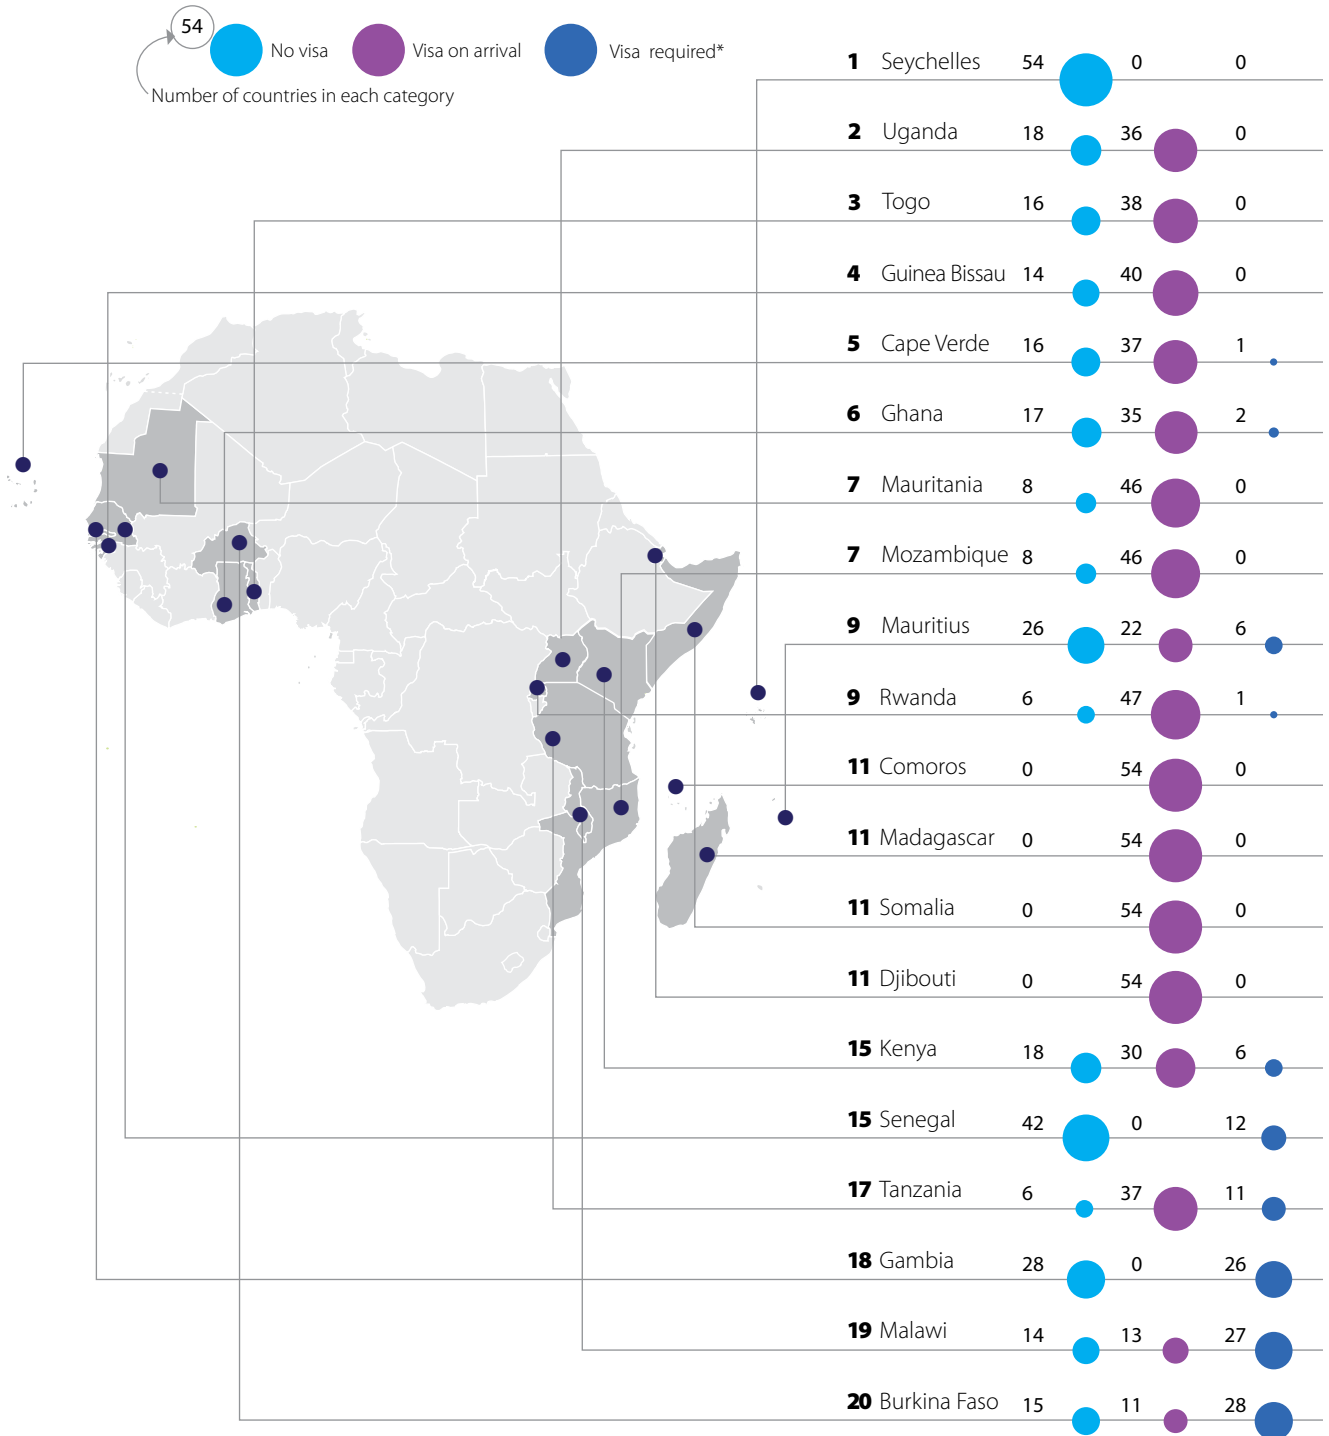 54
No visa
Visa on arrival
Visa required*
Number of countries in each category
1 Seychelles 54 0 0
2 Uganda 18 36 0
3 Togo 16 38 0
4 Guinea Bissau 14 40 0
5 Cape Verde 16 37 1
6 Ghana 17 35 2
7 Mauritania 8 46 0
7 Mozambique 8 46 0
9 Mauritius 26 22 6
9 Rwanda 6 47 1
11 Comoros 0 54 0
11 Madagascar 0 54 0
11 Somalia 0 54 0
11 Djibouti 0 54 0
15 Kenya 18 30 6
15 Senegal 42 0 12
17 Tanzania 6 37 11
18 Gambia 28 0 26
19 Malawi 14 13 27
20 Burkina Faso 15 11 28